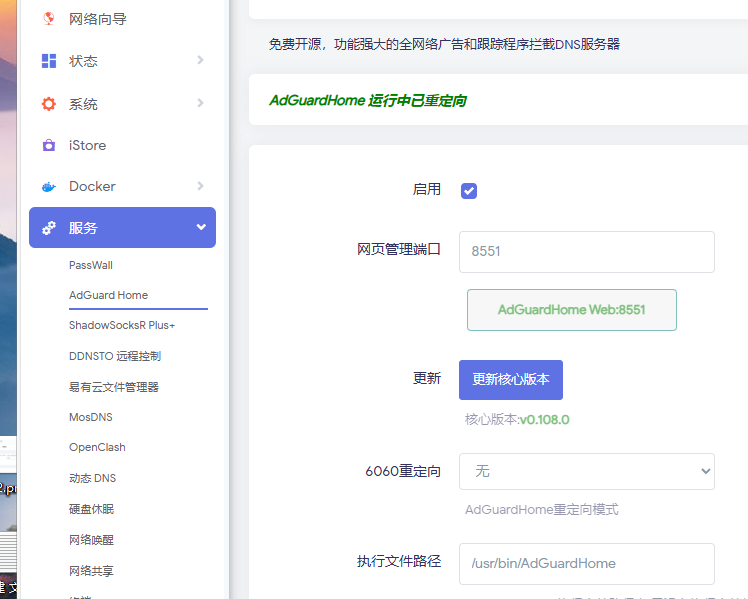 网络向导
状态
系统
iStore
Docker
服务
PassWall
AdGuard Home
ShadowSocksR Plus+
DDNSTO 远程控制
易有云文件管理器
MosDNS
OpenClash
动态 DNS
硬盘休眠
网络唤醒
网络共享
免费开源，功能强大的全网络广告和跟踪程序拦截DNS服务器
AdGuardHome 运行中已重定向
启用
网页管理端口
8551
AdGuardHome Web:8551
更新
更新核心版本
核心版本:v0.108.0
6060重定向
无
AdGuardHome重定向模式
执行文件路径
/usr/bin/AdGuardHome